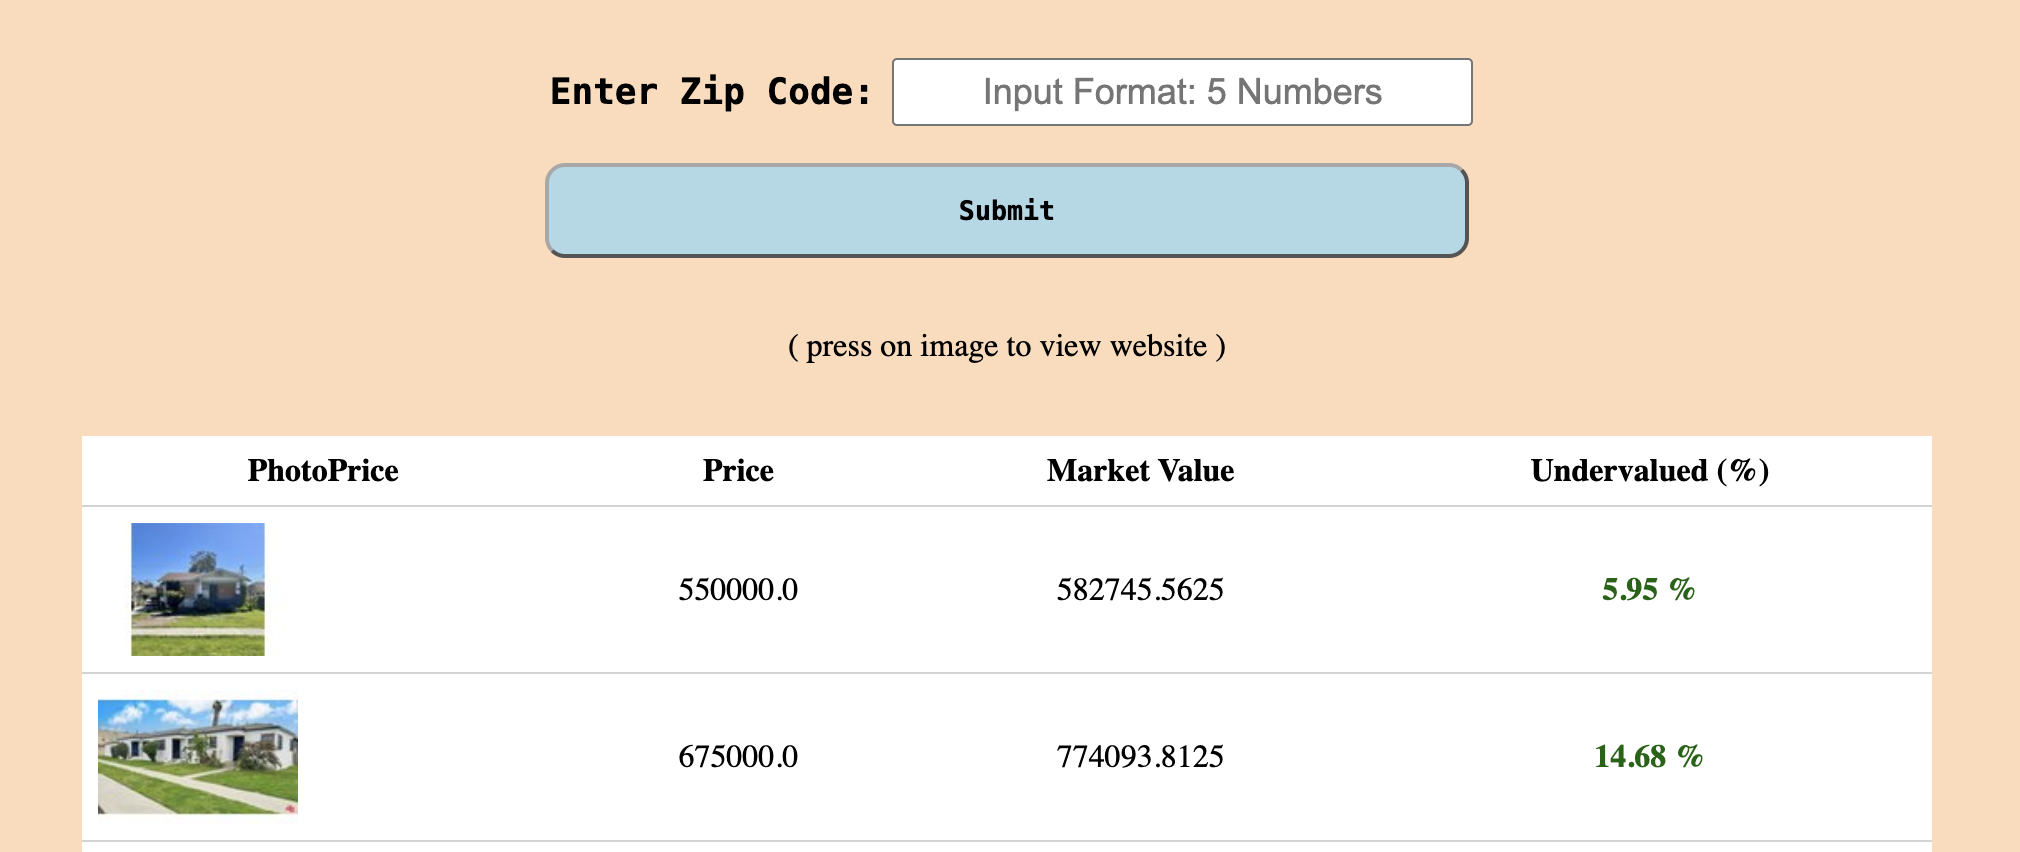 Enter Zip Code: Input Format: 5 Numbers
Submit
( press on image to view website )
PhotoPrice Price Market Value Undervalued (%)
550000.0 582745.5625 5.95 %
675000.0 774093.8125 14.68 %